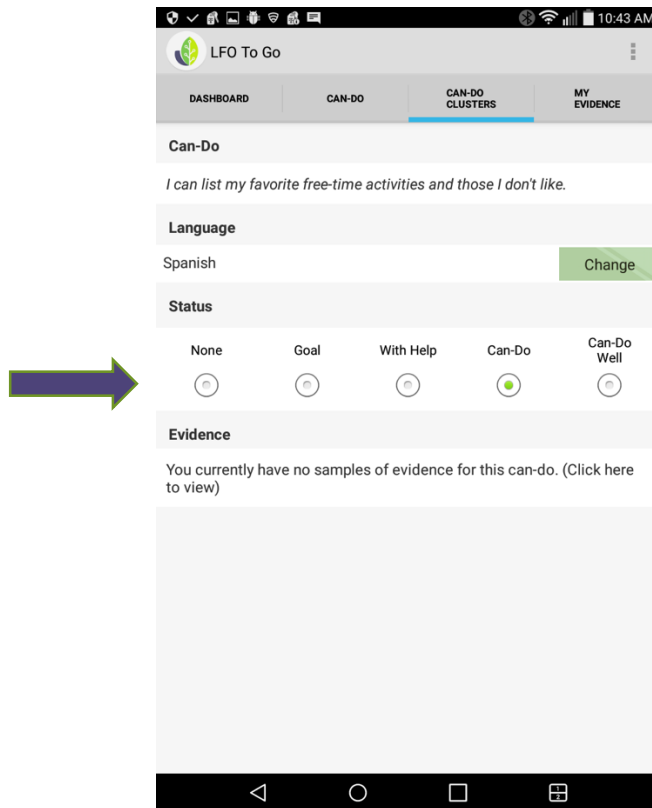 10:43 AM
LFO To Go
DASHBOARD
CAN-DO
CAN-DO
CLUSTERS
MY
EVIDENCE
Can-Do
I can list my favorite free-time activities and those I don't like.
Language
Spanish
Change
Status
None
Goal
With Help
Can-Do
Can-Do
Well
Evidence
You currently have no samples of evidence for this can-do. (Click here
to view)
1
2